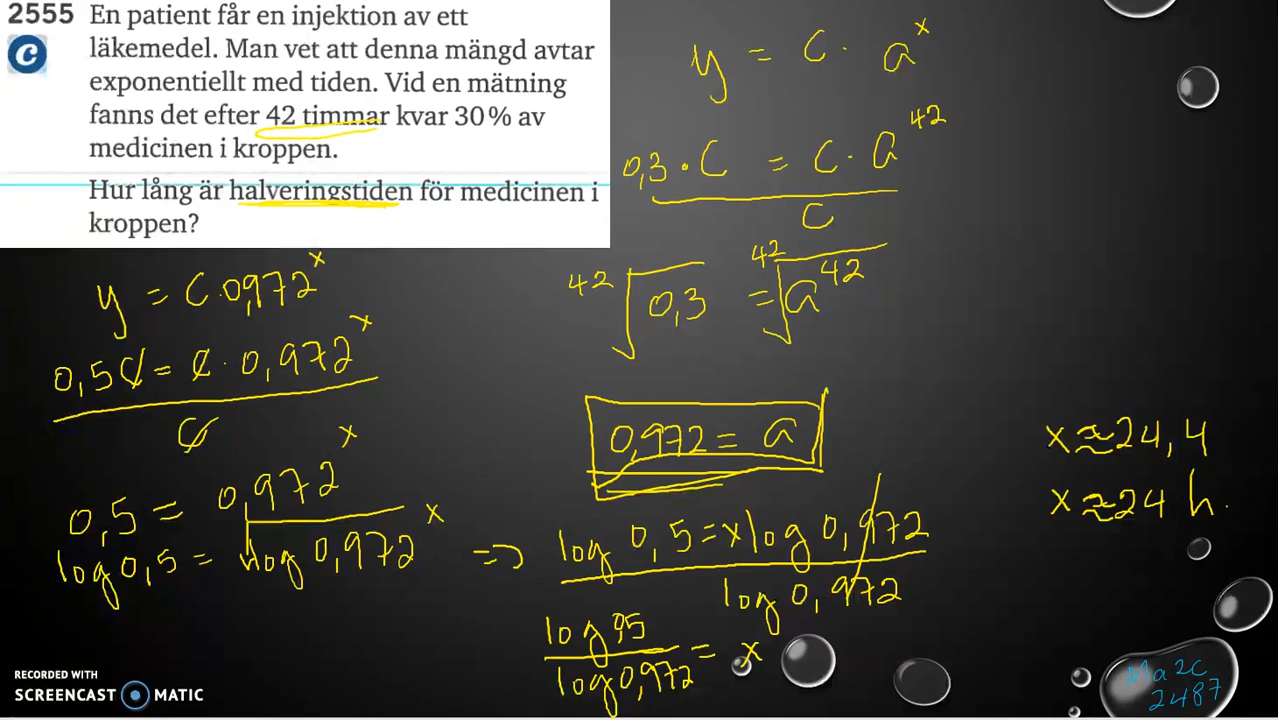 2555 En patient får en injektion av ett
C läkemedel. Man vet att denna mängd avtar
exponentiellt med tiden. Vid en mätning
fanns det efter 42 timmar kvar 30 % av
medicinen i kroppen.
Hur lång är halveringstiden för medicinen i
kroppen?
y = C · a^x
0,3 · C = C · a^42
C
42√0,3 = 42√a^42
0,972 = a
y = C · 0,972^x
0,5C = C · 0,972^x
C
0,5 = 0,972^x
log 0,5 = log 0,972^x
=> log 0,5 = x log 0,972
log 0,972
log 0,5 / log 0,972 = x
x ≈ 24,4
x ≈ 24 h.
RECORDED WITH
SCREENCAST MATIC
Ma2C
2487